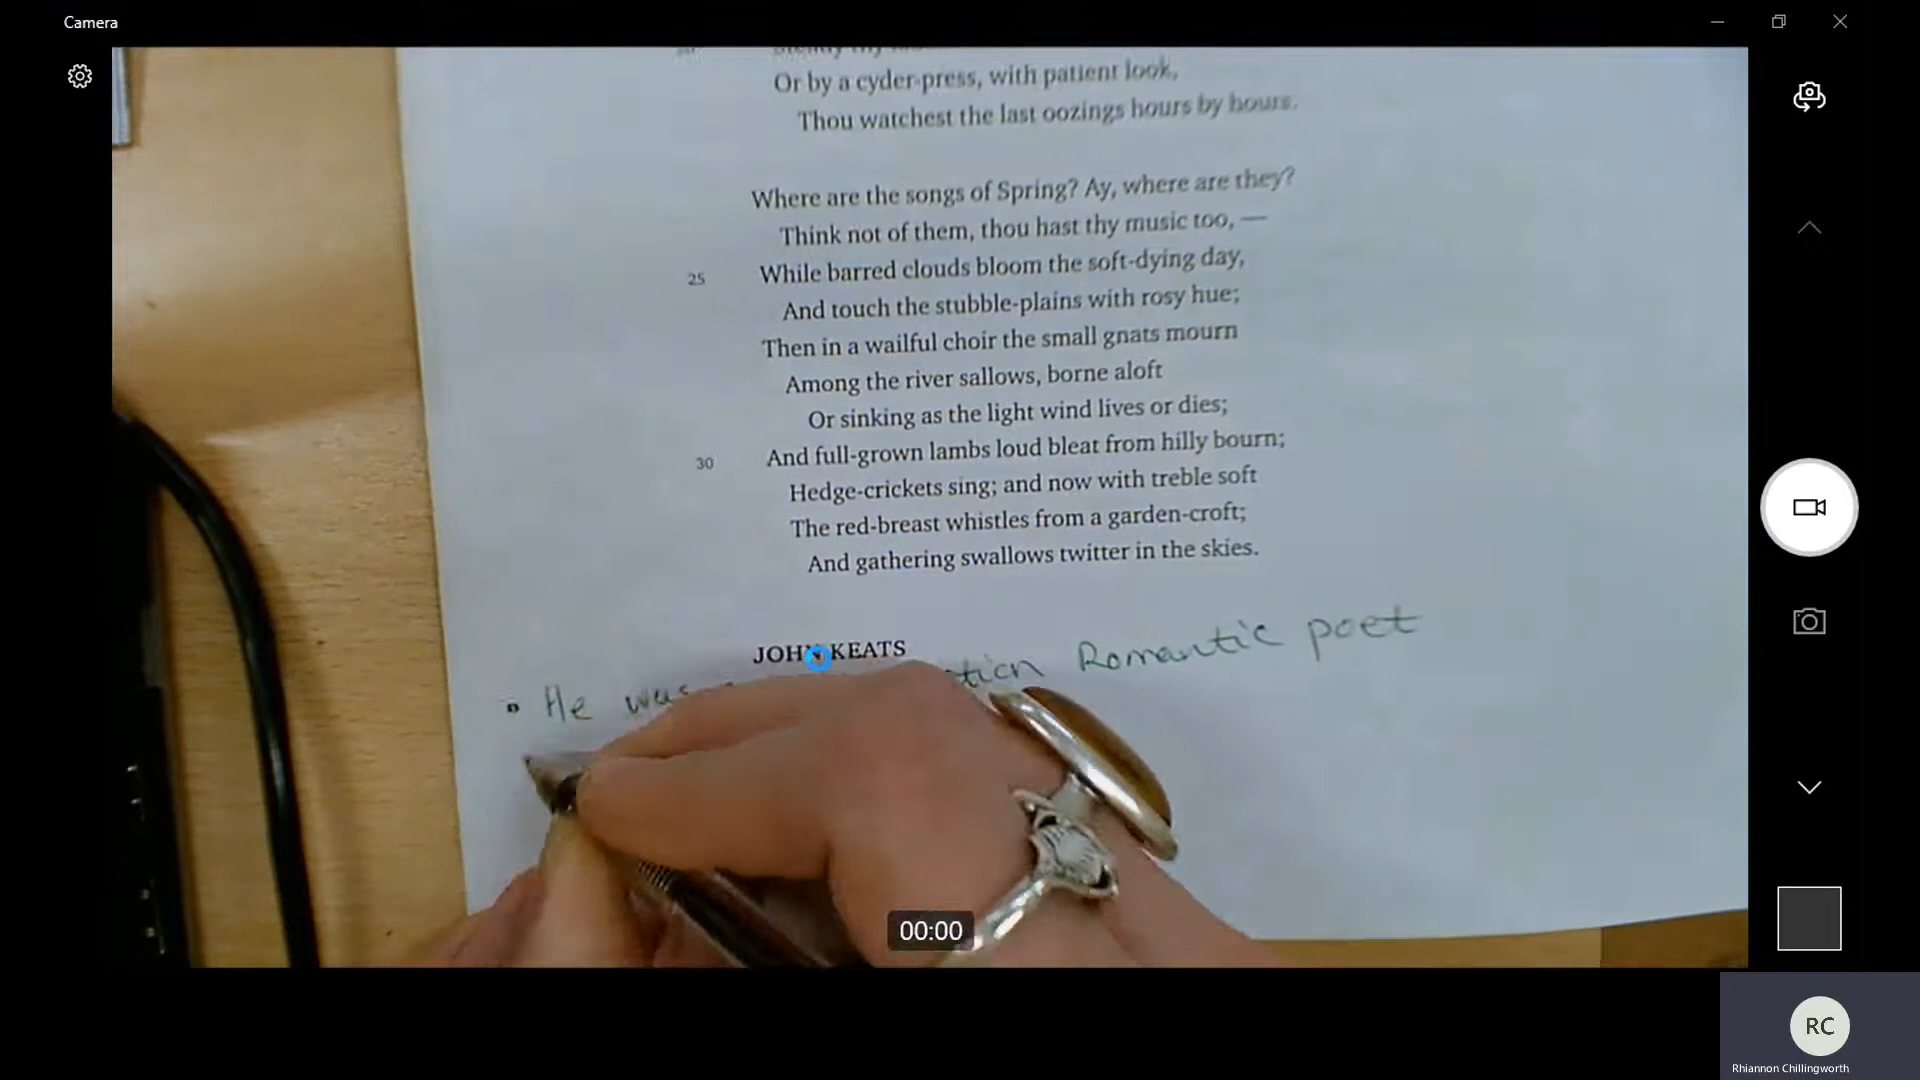 Camera
Or by a cyder-press, with patient look,
Thou watchest the last oozings hours by hours.
Where are the songs of Spring? Ay, where are they?
Think not of them, thou hast thy music too, —
25 While barred clouds bloom the soft-dying day,
And touch the stubble-plains with rosy hue;
Then in a wailful choir the small gnats mourn
Among the river sallows, borne aloft
Or sinking as the light wind lives or dies;
30 And full-grown lambs loud bleat from hilly bourn;
Hedge-crickets sing; and now with treble soft
The red-breast whistles from a garden-croft;
And gathering swallows twitter in the skies.
JOHN KEATS
• He was Romantic poet
00:00
RC
Rhiannon Chillingworth